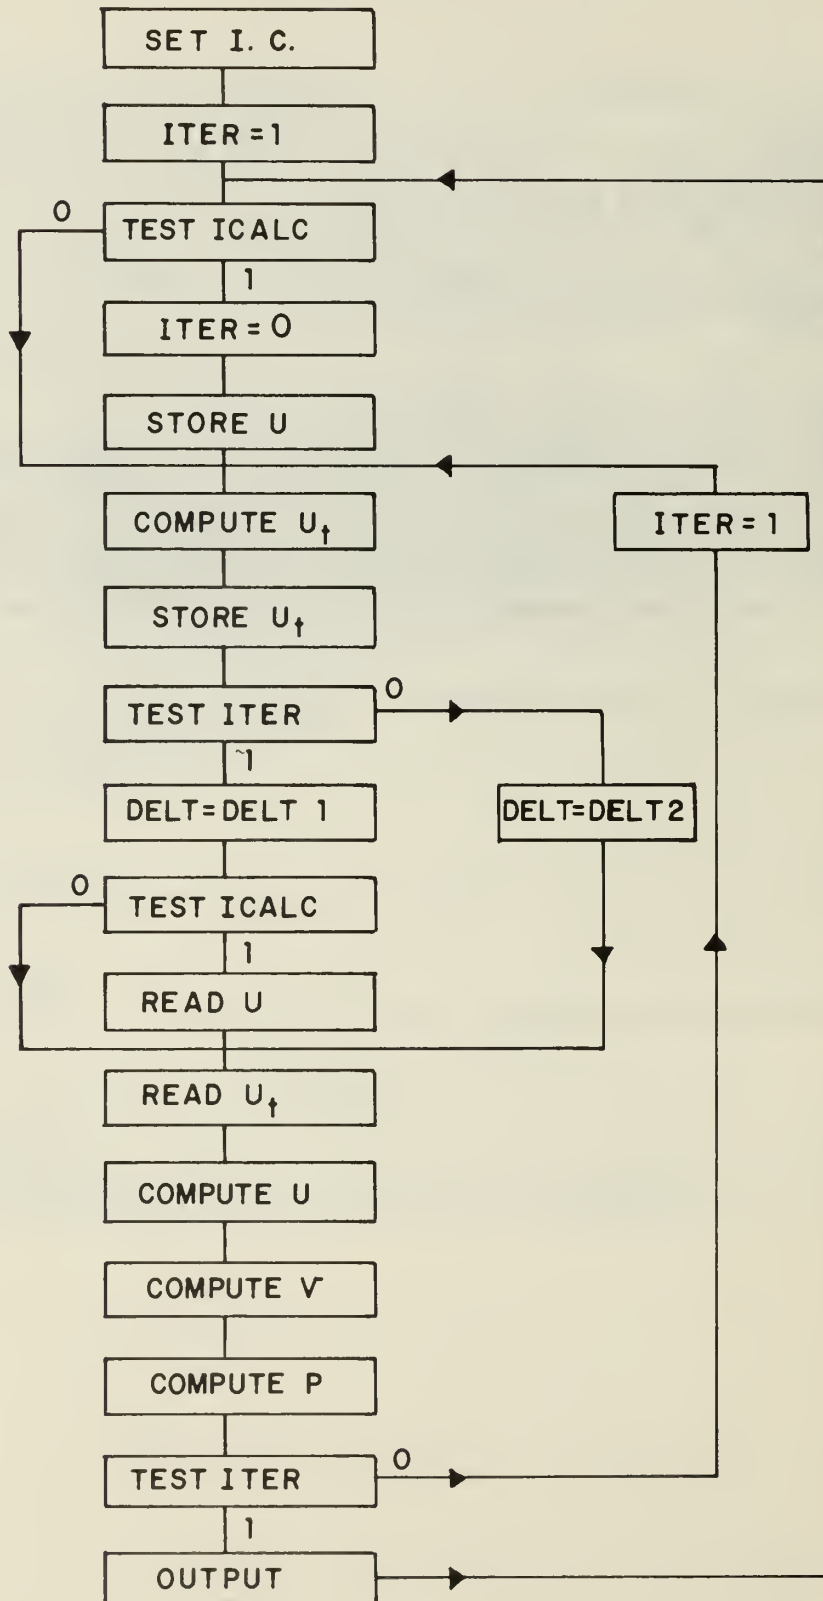 SET I. C.
ITER = 1
0
TEST ICALC
1
ITER = 0
STORE U
COMPUTE Uₜ
ITER = 1
STORE Uₜ
0
TEST ITER
1
DELT=DELT 1
DELT=DELT2
0
TEST ICALC
1
READ U
READ Uₜ
COMPUTE U
COMPUTE V
COMPUTE P
0
TEST ITER
1
OUTPUT